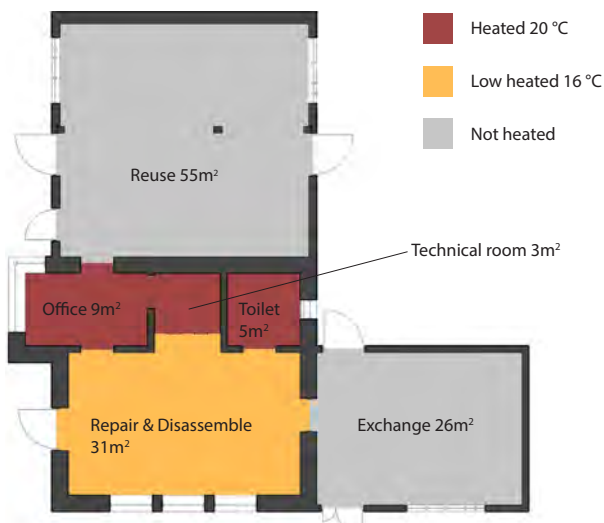 Heated 20 °C
Low heated 16 °C
Not heated
Reuse 55m²
Technical room 3m²
Office 9m²
Toilet
5m²
Repair & Disassemble
31m²
Exchange 26m²